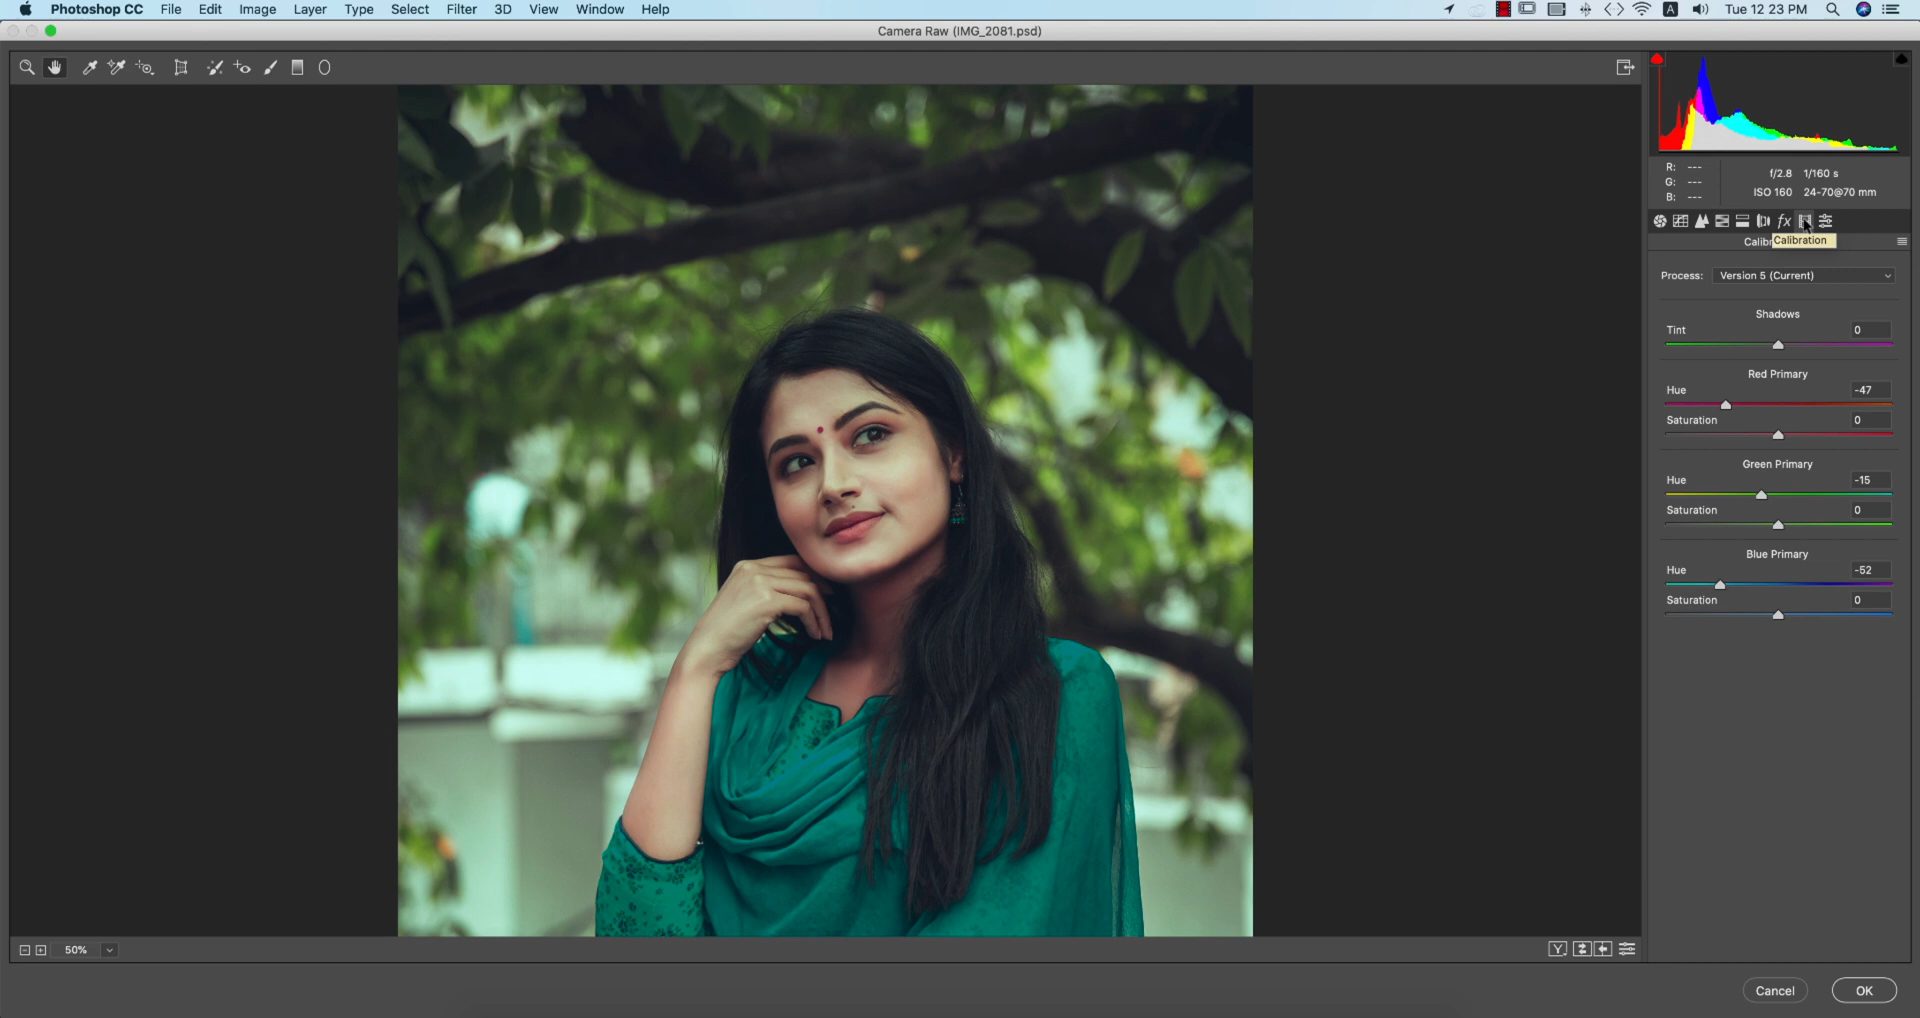 Photoshop CC File Edit Image Layer Type Select Filter 3D View Window Help A Tue 12 23 PM
Camera Raw (IMG_2081.psd)
R: ---
G: ---
B: ---
f/2.8 1/160 s
ISO 160 24-70@70 mm
fx
Calibr
Calibration
Process: Version 5 (Current)
Shadows
Tint 0
Red Primary
Hue -47
Saturation 0
Green Primary
Hue -15
Saturation 0
Blue Primary
Hue -52
Saturation 0
50%
Y
Cancel OK